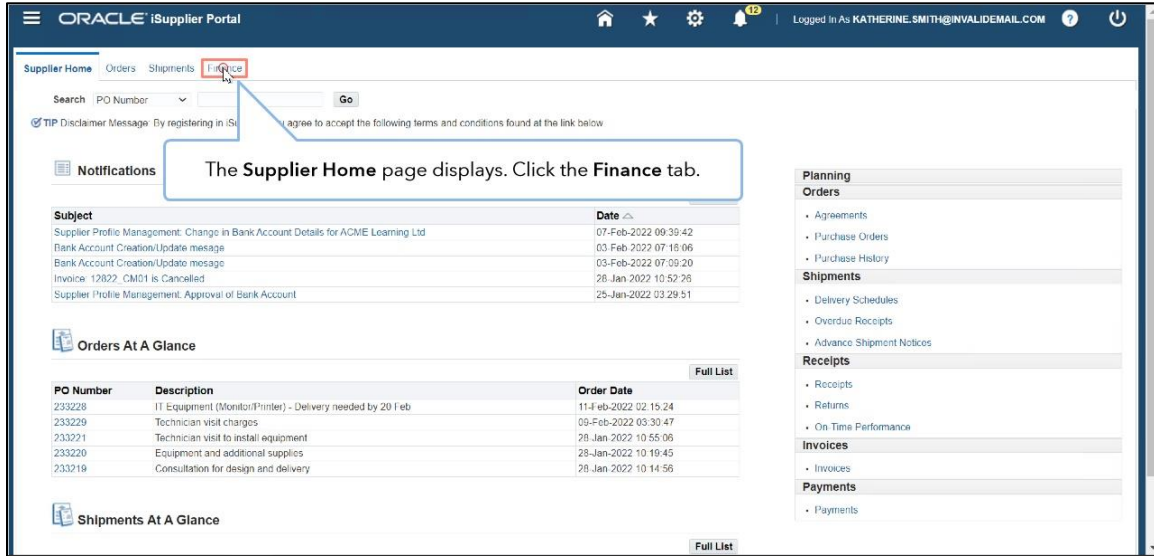 ORACLE® iSupplier Portal
12
Logged In As KATHERINE.SMITH@INVALIDEMAIL.COM
?
Supplier Home Orders Shipments Finance
Search PO Number Go
TIP Disclaimer Message: By registering in agree to accept the following terms and conditions found at the link below
The Supplier Home page displays. Click the Finance tab.
Notifications
Subject Date
Supplier Profile Management: Change in Bank Account Details for ACME Learning Ltd 07-Feb-2022 09:39:42
Bank Account Creation/Update mesage 03-Feb-2022 07:16:06
Bank Account Creation/Update mesage 03-Feb-2022 07:09:20
Invoice: 12822_CM01 is Cancelled 28-Jan-2022 10:52:26
Supplier Profile Management: Approval of Bank Account 25-Jan-2022 03:29:51
Orders At A Glance
Full List
PO Number Description Order Date
233228 IT Equipment (Monitor/Printer) - Delivery needed by 20 Feb 11-Feb-2022 02:15:24
233229 Technician visit charges 09-Feb-2022 03:30:47
233221 Technician visit to install equipment 28-Jan-2022 10:55:06
233220 Equipment and additional supplies 28-Jan-2022 10:19:45
233219 Consultation for design and delivery 28-Jan-2022 10:14:56
Shipments At A Glance
Full List
Planning
Orders
Agreements
Purchase Orders
Purchase History
Shipments
Delivery Schedules
Overdue Receipts
Advance Shipment Notices
Receipts
Receipts
Returns
On-Time Performance
Invoices
Invoices
Payments
Payments